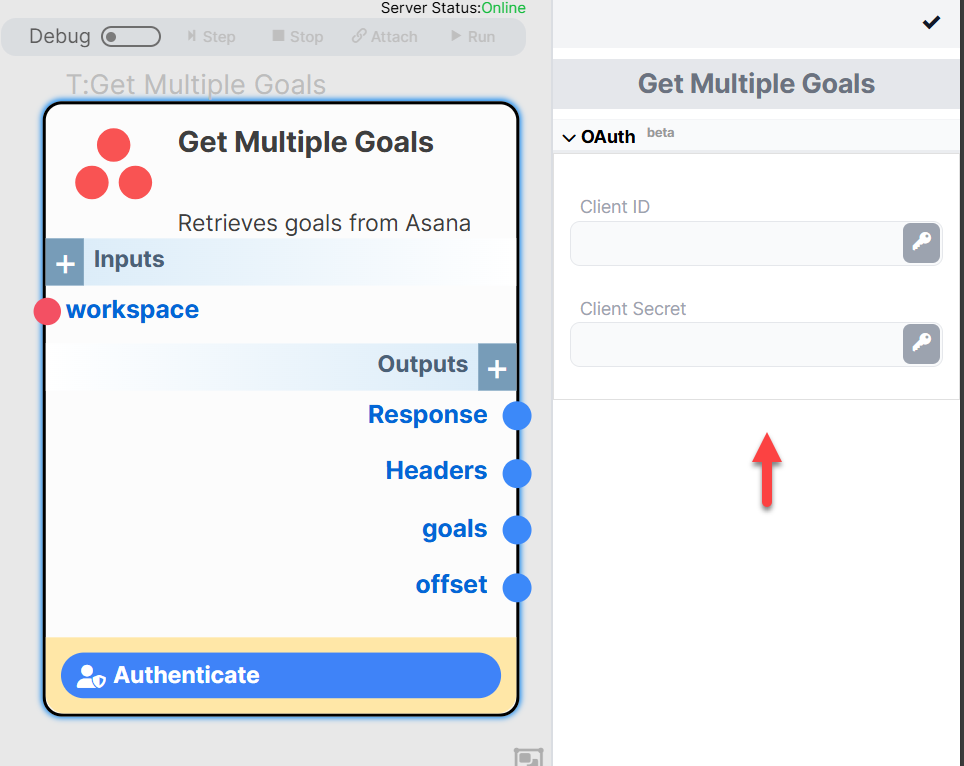 Server Status:Online
Debug Step Stop Attach Run
T:Get Multiple Goals
Get Multiple Goals
Retrieves goals from Asana
+ Inputs
workspace
Outputs +
Response
Headers
goals
offset
Authenticate
Get Multiple Goals
OAuth beta
Client ID
Client Secret